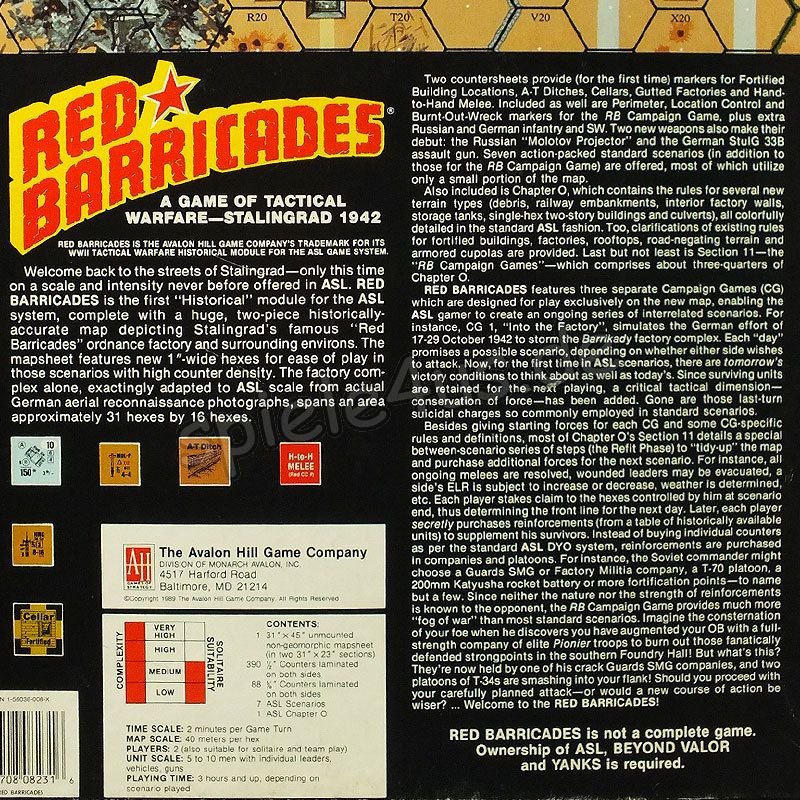 R20
T20
V20
X20
RED
BARRICADES®
A GAME OF TACTICAL
WARFARE—STALINGRAD 1942
RED BARRICADES IS THE AVALON HILL GAME COMPANY'S TRADEMARK FOR ITS
WWII TACTICAL WARFARE HISTORICAL MODULE FOR THE ASL GAME SYSTEM.
Welcome back to the streets of Stalingrad—only this time
on a scale and intensity never before offered in ASL. RED
BARRICADES is the first "Historical" module for the ASL
system, complete with a huge, two-piece historically-
accurate map depicting Stalingrad's famous "Red
Barricades" ordnance factory and surrounding environs. The
mapsheet features new 1"-wide hexes for ease of play in
those scenarios with high counter density. The factory com-
plex alone, exactingly adapted to ASL scale from actual
German aerial reconnaissance photographs, spans an area
approximately 31 hexes by 16 hexes.
A
10
150
MOL-P
4-4
A-T Ditch
H-to-H
MELEE
(Red CC #)
HMG
8-16
Cellar
Fortified
AH
GAMES OF
STRATEGY
The Avalon Hill Game Company
DIVISION OF MONARCH AVALON, INC.
4517 Harford Road
Baltimore, MD 21214
©Copyright 1989 The Avalon Hill Game Company. All Rights Reserved
COMPLEXITY
VERY
HIGH
HIGH
MEDIUM
LOW
SOLITAIRE
SUITABILITY
CONTENTS:
1 31" x 45" unmounted
non-geomorphic mapsheet
(in two 31" x 23" sections)
390 ½" Counters laminated
on both sides
88 ⅝" Counters laminated
on both sides
7 ASL Scenarios
1 ASL Chapter O
TIME SCALE: 2 minutes per Game Turn
MAP SCALE: 40 meters per hex
PLAYERS: 2 (also suitable for solitaire and team play)
UNIT SCALE: 5 to 10 men with individual leaders,
vehicles, guns
PLAYING TIME: 3 hours and up, depending on
scenario played
N 1-56038-008-X
708 08231 6
RED BARRICADES
Two countersheets provide (for the first time) markers for Fortified
Building Locations, A-T Ditches, Cellars, Gutted Factories and Hand-
to-Hand Melee. Included as well are Perimeter, Location Control and
Burnt-Out-Wreck markers for the RB Campaign Game, plus extra
Russian and German infantry and SW. Two new weapons also make their
debut: the Russian "Molotov Projector" and the German StuIG 33B
assault gun. Seven action-packed standard scenarios (in addition to
those for the RB Campaign Game) are offered, most of which utilize
only a small portion of the map.
Also included is Chapter O, which contains the rules for several new
terrain types (debris, railway embankments, interior factory walls,
storage tanks, single-hex two-story buildings and culverts), all colorfully
detailed in the standard ASL fashion. Too, clarifications of existing rules
for fortified buildings, factories, rooftops, road-negating terrain and
armored cupolas are provided. Last but not least is Section 11—the
"RB Campaign Games"—which comprises about three-quarters of
Chapter O.
RED BARRICADES features three separate Campaign Games (CG)
which are designed for play exclusively on the new map, enabling the
ASL gamer to create an ongoing series of interrelated scenarios. For
instance, CG 1, "Into the Factory", simulates the German effort of
17-29 October 1942 to storm the Barrikady factory complex. Each "day"
promises a possible scenario, depending on whether either side wishes
to attack. Now, for the first time in ASL scenarios, there are tomorrow's
victory conditions to think about as well as today's. Since surviving units
are retained for future playing, a critical tactical dimension—
conservation of force—has been added. Gone are those last-turn
suicidal charges so commonly employed in standard scenarios.
Besides giving starting forces for each CG and some CG-specific
rules and definitions, most of Chapter O's Section 11 details a special
between-scenario series of steps (the Refit Phase) to "tidy-up" the map
and purchase additional forces for the next scenario. For instance, all
ongoing melees are resolved, wounded leaders may be evacuated, a
side's ELR is subject to increase or decrease, weather is determined,
etc. Each player stakes claim to the hexes controlled by him at scenario
end, thus determining the front line for the next day. Later, each player
secretly purchases reinforcements (from a table of historically available
units) to supplement his survivors. Instead of buying individual counters
as per the standard ASL DYO system, reinforcements are purchased
in companies and platoons. For instance, the Soviet commander might
choose a Guards SMG or Factory Militia company, a T-70 platoon, a
200mm Katyusha rocket battery or more fortification points—to name
but a few. Since neither the nature nor the strength of reinforcements
is known to the opponent, the RB Campaign Game provides much more
"fog of war" than most standard scenarios. Imagine the consternation
of your foe when he discovers you have augmented your OB with a full-
strength company of elite Pionier troops to burn out those fanatically
defended strongpoints in the southern Foundry Hall! But what's this?
They're now held by one of his crack Guards SMG companies, and two
platoons of T-34s are smashing into your flank! Should you proceed with
your carefully planned attack—or would a new course of action be
wiser? ... Welcome to the RED BARRICADES!
RED BARRICADES is not a complete game.
Ownership of ASL, BEYOND VALOR
and YANKS is required.